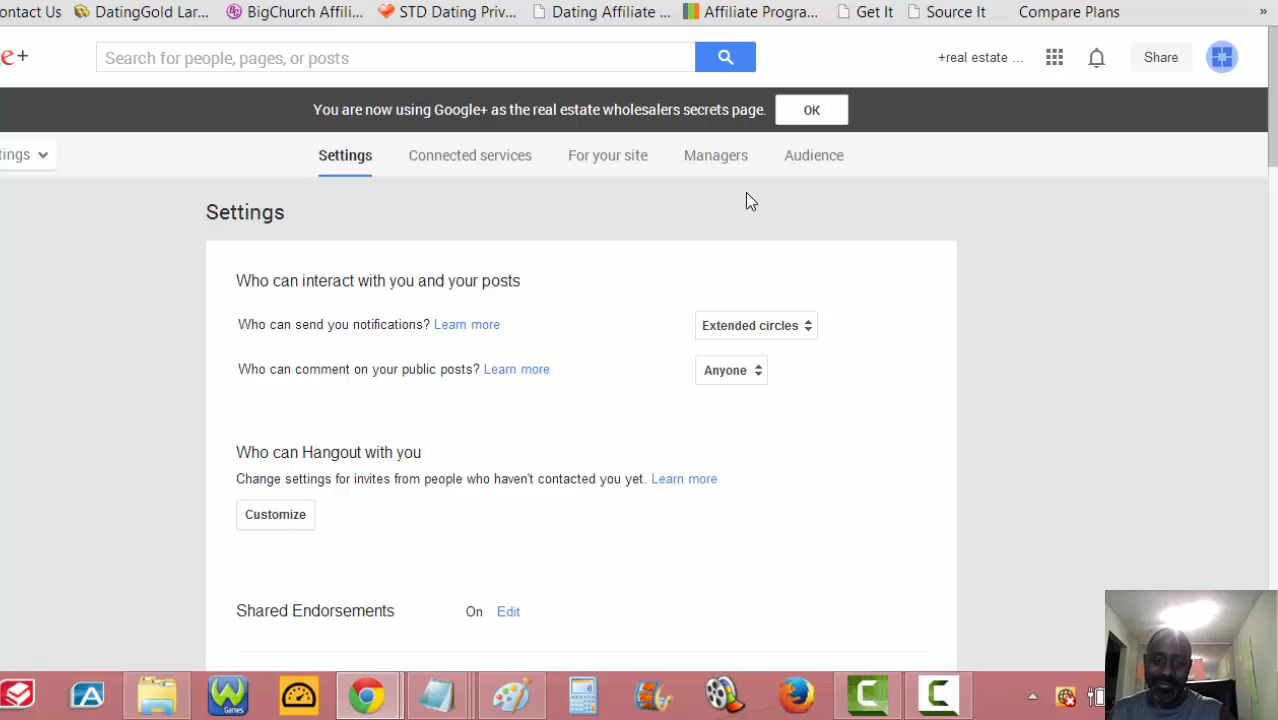 ontact Us DatingGold Lar... BigChurch Affili... STD Dating Priv... Dating Affiliate ... Affiliate Progra... Get It Source It Compare Plans »
e+ Search for people, pages, or posts +real estate ... Share
You are now using Google+ as the real estate wholesalers secrets page. OK
tings Settings Connected services For your site Managers Audience
Settings
Who can interact with you and your posts
Who can send you notifications? Learn more Extended circles
Who can comment on your public posts? Learn more Anyone
Who can Hangout with you
Change settings for invites from people who haven't contacted you yet. Learn more
Customize
Shared Endorsements On Edit
Games